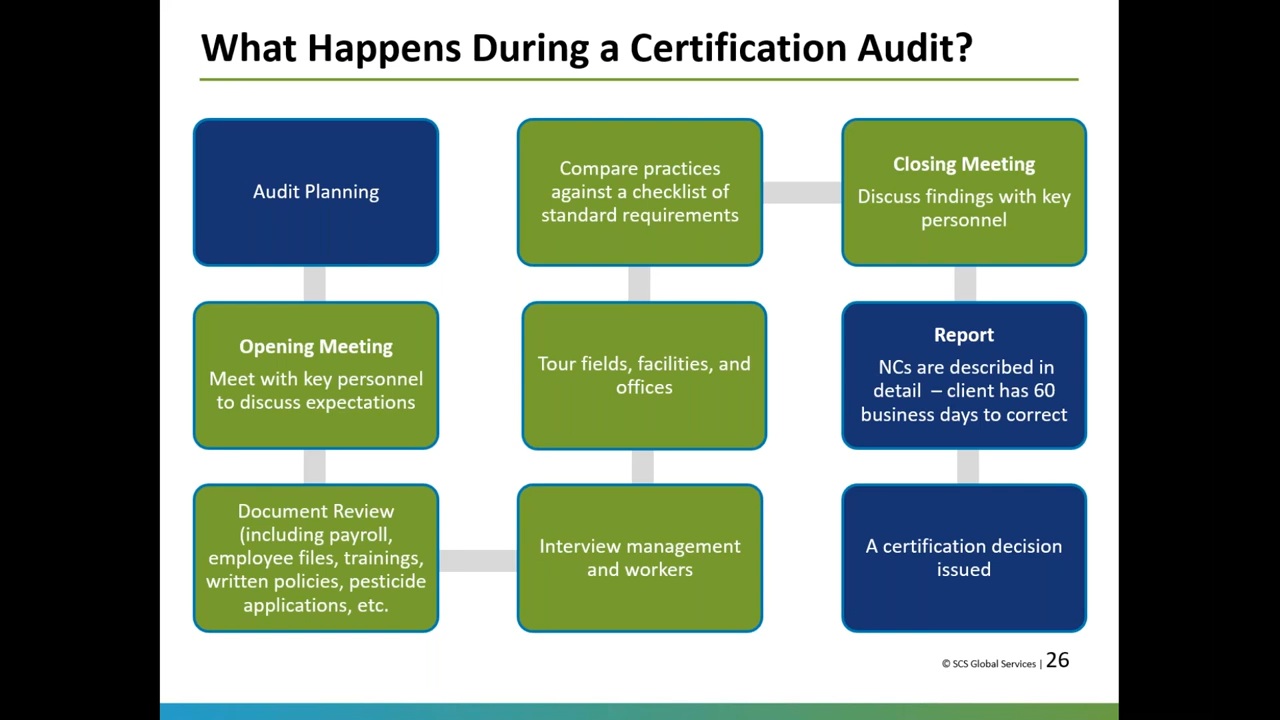 What Happens During a Certification Audit?
Audit Planning
Opening Meeting
Meet with key personnel
to discuss expectations
Document Review
(including payroll,
employee files, trainings,
written policies, pesticide
applications, etc.
Interview management
and workers
Tour fields, facilities, and
offices
Compare practices
against a checklist of
standard requirements
Closing Meeting
Discuss findings with key
personnel
Report
NCs are described in
detail – client has 60
business days to correct
A certification decision
issued
© SCS Global Services | 26